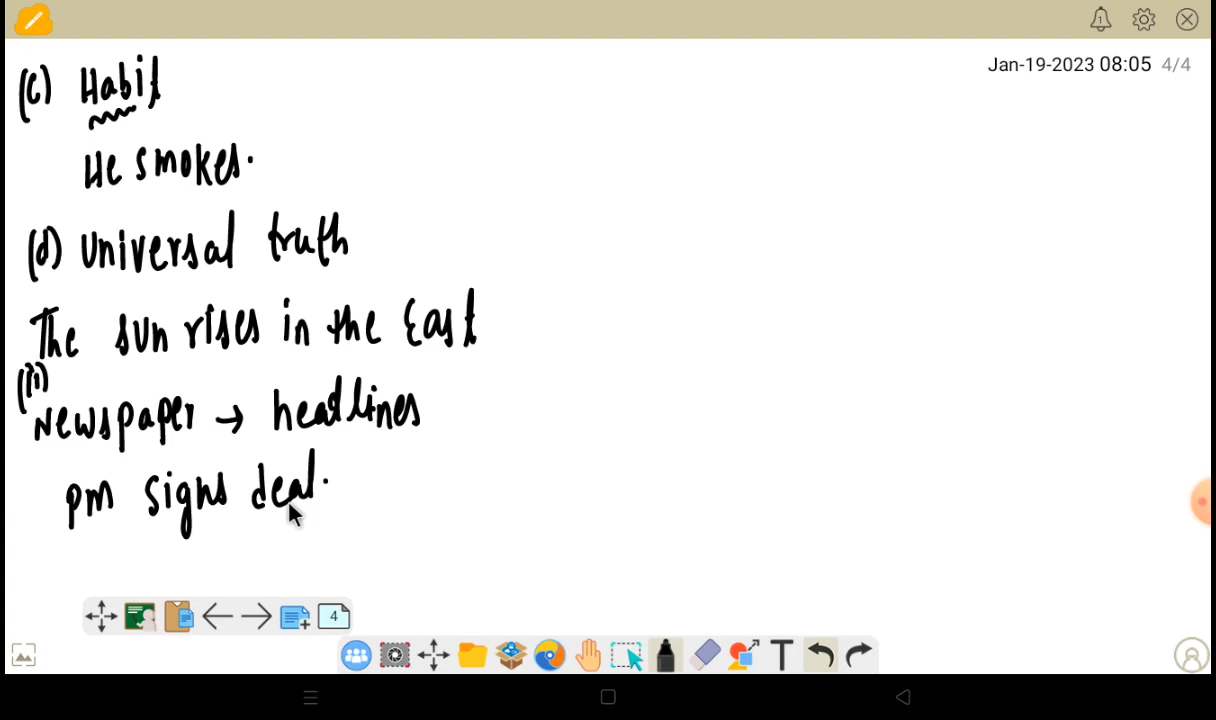 Jan-19-2023 08:05 4/4
(c) Habit
He smokes.
(d) Universal truth
The sun rises in the East
(iii)
Newspaper → headlines
pm signs deal.
4